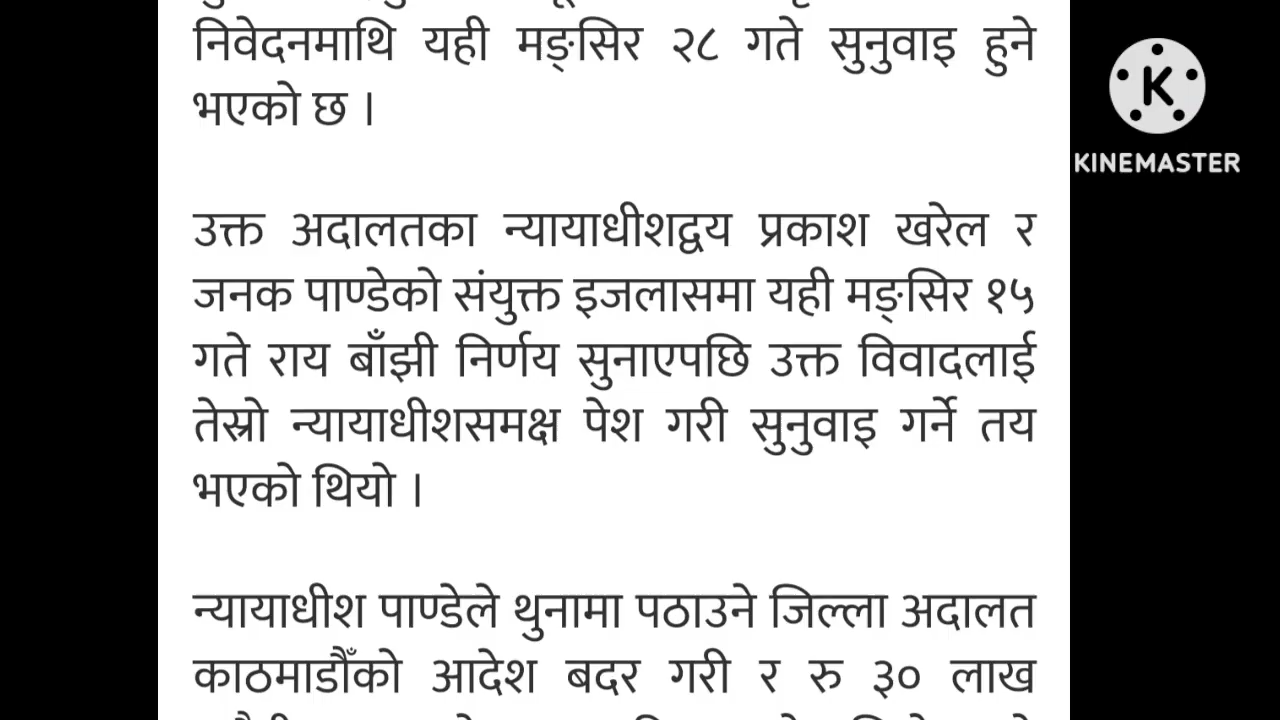 निवेदनमाथि यही मङ्सिर २८ गते सुनुवाइ हुने
भएको छ ।
उक्त अदालतका न्यायाधीशद्वय प्रकाश खरेल र
जनक पाण्डेको संयुक्त इजलासमा यही मङ्सिर १५
गते राय बाँझी निर्णय सुनाएपछि उक्त विवादलाई
तेस्रो न्यायाधीशसमक्ष पेश गरी सुनुवाइ गर्ने तय
भएको थियो ।
न्यायाधीश पाण्डेले थुनामा पठाउने जिल्ला अदालत
काठमाडौँको आदेश बदर गरी र रु ३० लाख
K
KINEMASTER